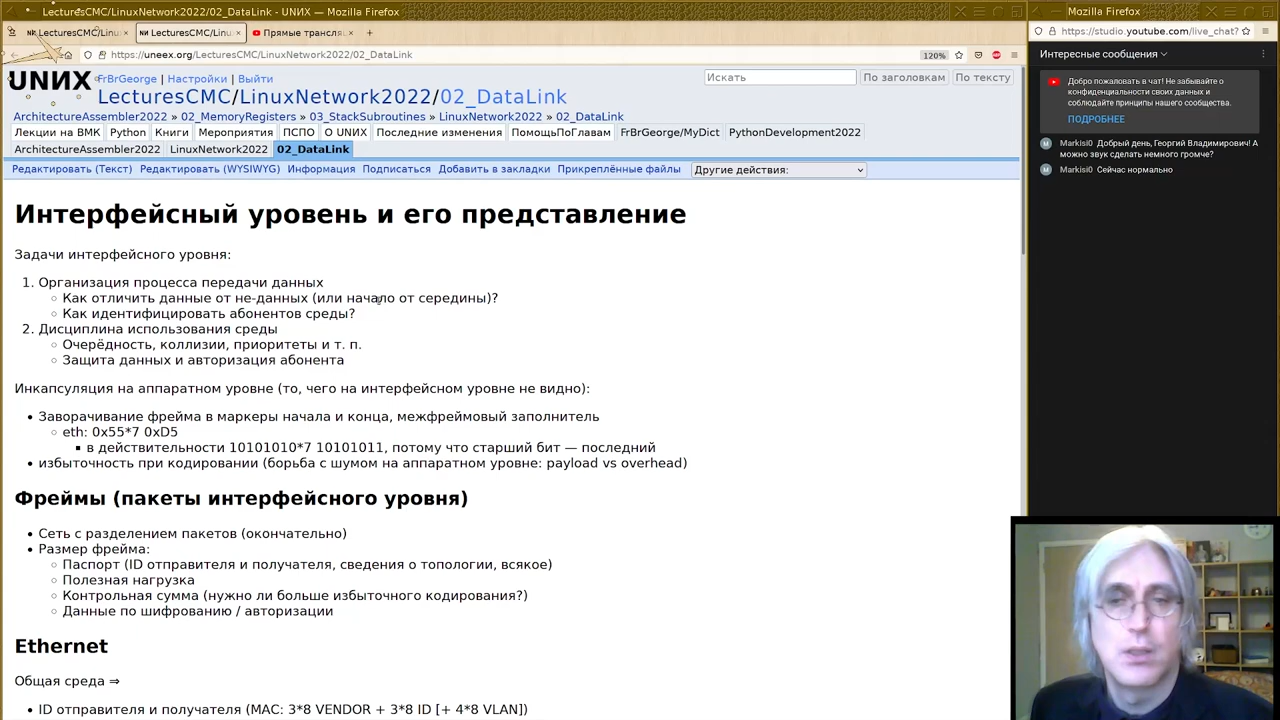 LecturesCMC/LinuxNetwork2022/02_DataLink - UNИX — Mozilla Firefox
LecturesCMC/Linux
LecturesCMC/Linux
Прямые трансляц
https://uneex.org/LecturesCMC/LinuxNetwork2022/02_DataLink
120%
UNИX
FrBrGeorge | Настройки | Выйти
Искать
По заголовкам
По тексту
LecturesCMC/LinuxNetwork2022/02_DataLink
ArchitectureAssembler2022 » 02_MemoryRegisters » 03_StackSubroutines » LinuxNetwork2022 » 02_DataLink
Лекции на ВМК Python Книги Мероприятия ПСПО О UNIX Последние изменения ПомощьПоГлавам FrBrGeorge/MyDict PythonDevelopment2022
ArchitectureAssembler2022 LinuxNetwork2022 02_DataLink
Редактировать (Текст) Редактировать (WYSIWYG) Информация Подписаться Добавить в закладки Прикреплённые файлы Другие действия:
Интерфейсный уровень и его представление
Задачи интерфейсного уровня:
1. Организация процесса передачи данных
Как отличить данные от не-данных (или начало от середины)?
Как идентифицировать абонентов среды?
2. Дисциплина использования среды
Очерёдность, коллизии, приоритеты и т. п.
Защита данных и авторизация абонента
Инкапсуляция на аппаратном уровне (то, чего на интерфейсном уровне не видно):
• Заворачивание фрейма в маркеры начала и конца, межфреймовый заполнитель
eth: 0x55*7 0xD5
в действительности 10101010*7 10101011, потому что старший бит — последний
• избыточность при кодировании (борьба с шумом на аппаратном уровне: payload vs overhead)
Фреймы (пакеты интерфейсного уровня)
• Сеть с разделением пакетов (окончательно)
• Размер фрейма:
Паспорт (ID отправителя и получателя, сведения о топологии, всякое)
Полезная нагрузка
Контрольная сумма (нужно ли больше избыточного кодирования?)
Данные по шифрованию / авторизации
Ethernet
Общая среда ⇒
• ID отправителя и получателя (MAC: 3*8 VENDOR + 3*8 ID [+ 4*8 VLAN])
Mozilla Firefox
https://studio.youtube.com/live_chat?
Интересные сообщения
Добро пожаловать в чат! Не забывайте о
конфиденциальности своих данных и
соблюдайте принципы нашего сообщества.
ПОДРОБНЕЕ
Markisi0 Добрый день, Георгий Владимирович! А
можно звук сделать немного громче?
Markisi0 Сейчас нормально